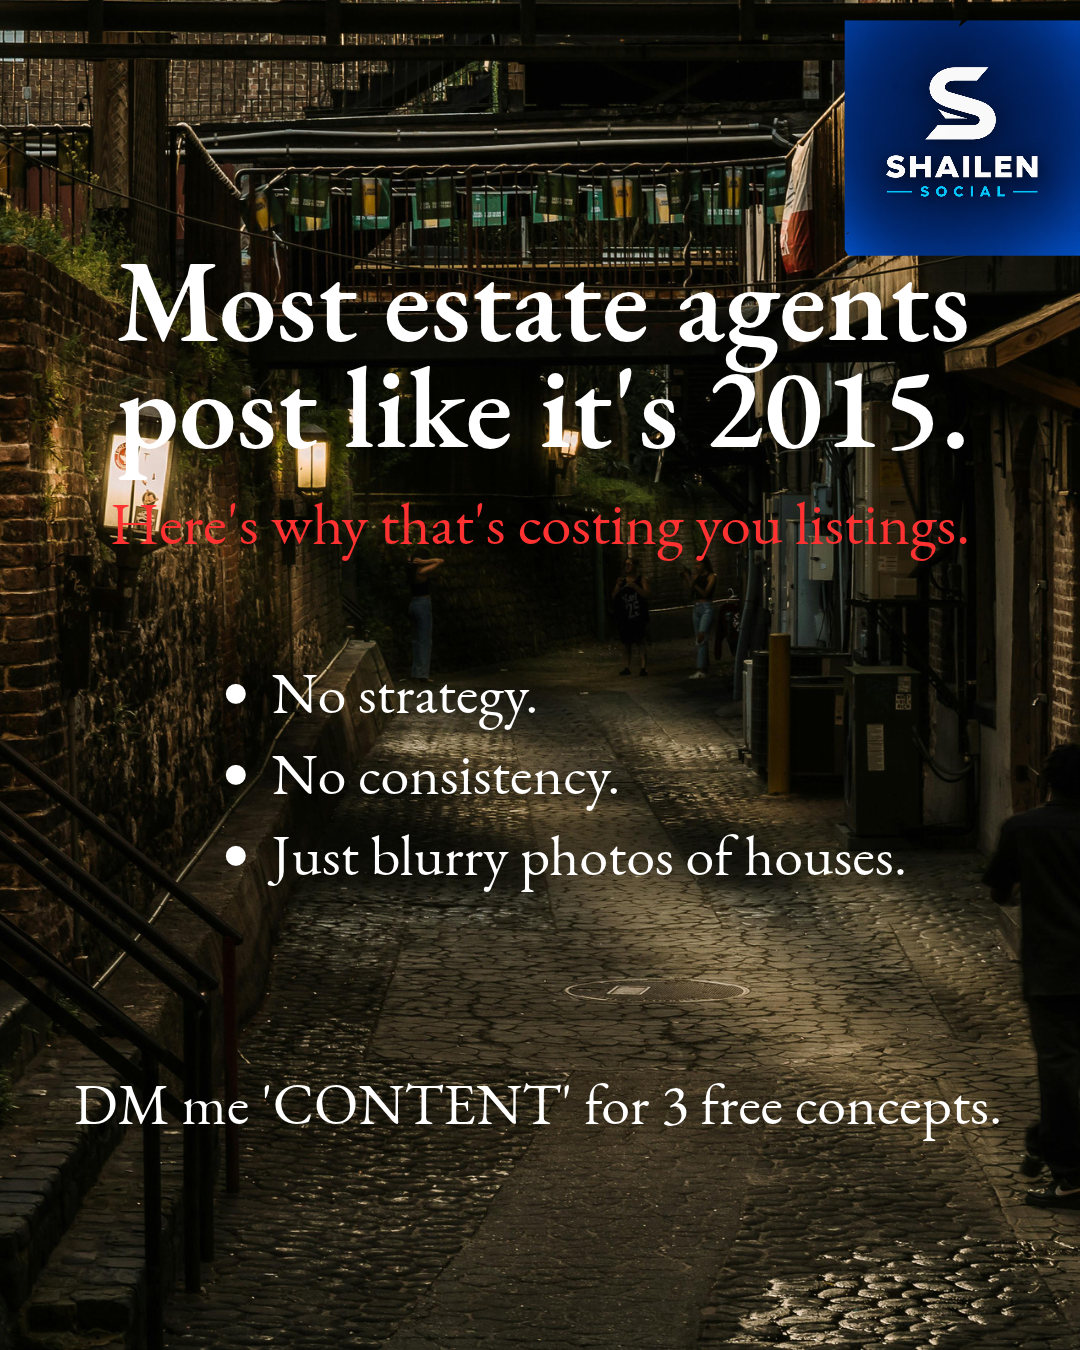 SHAILEN
SOCIAL
Most estate agents
post like it's 2015.
Here's why that's costing you listings.
• No strategy.
• No consistency.
• Just blurry photos of houses.
DM me 'CONTENT' for 3 free concepts.